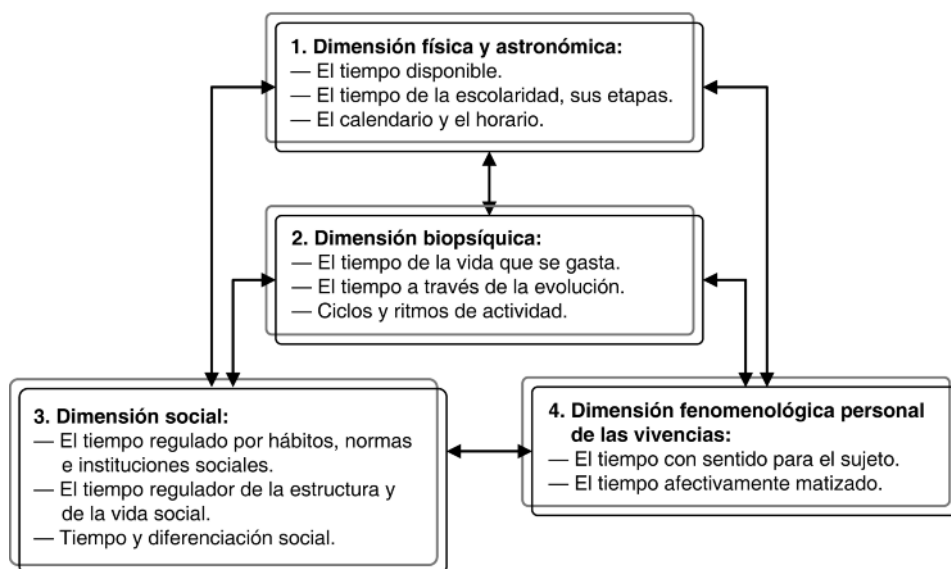 1. Dimensión física y astronómica:
— El tiempo disponible.
— El tiempo de la escolaridad, sus etapas.
— El calendario y el horario.
2. Dimensión biopsíquica:
— El tiempo de la vida que se gasta.
— El tiempo a través de la evolución.
— Ciclos y ritmos de actividad.
3. Dimensión social:
— El tiempo regulado por hábitos, normas
e instituciones sociales.
— El tiempo regulador de la estructura y
de la vida social.
— Tiempo y diferenciación social.
4. Dimensión fenomenológica personal
de las vivencias:
— El tiempo con sentido para el sujeto.
— El tiempo afectivamente matizado.